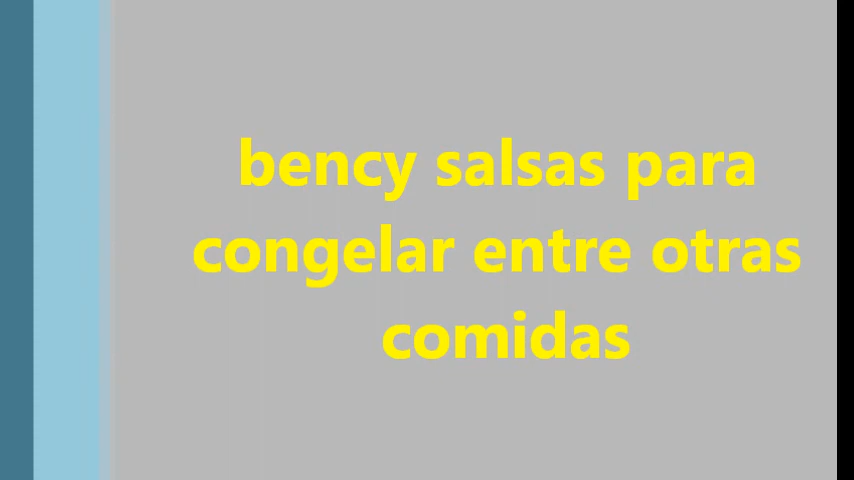 bency salsas para
congelar entre otras
comidas